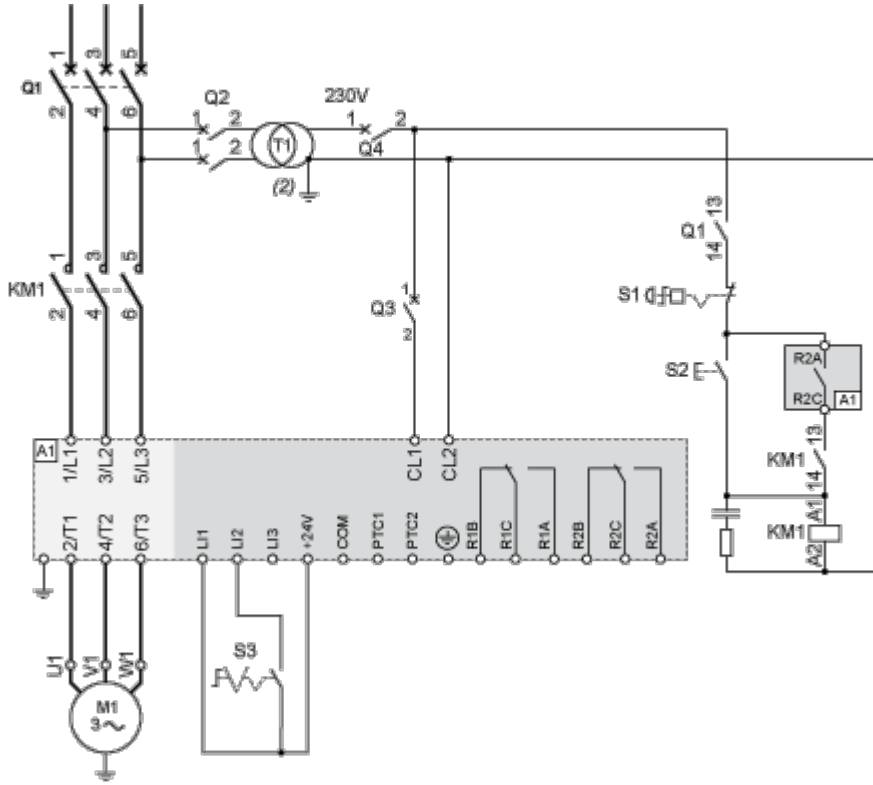 1 3 5
Q1
2 4 6
Q2 230V
1 2 1 2
1 2 T1 Q4
(2)
13
Q1
14
1 3 5
KM1
2 4 6
1
Q3
2
S1
S2
R2A
R2C A1
13
KM1
14
A1
KM1
A2
A1 1/L1 3/L2 5/L3 CL1 CL2
2/T1 4/T2 6/T3 LI1 LI2 LI3 +24V COM PTC1 PTC2 R1B R1C R1A R2B R2C R2A
S3
U1 V1 W1
M1
3